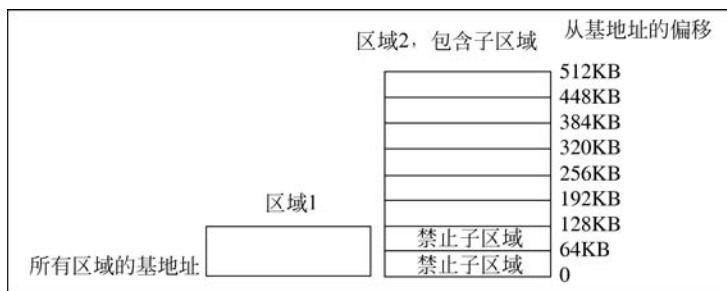 区域2，包含子区域
从基地址的偏移
512KB
448KB
384KB
320KB
256KB
192KB
区域1
128KB
禁止子区域
64KB
所有区域的基地址
禁止子区域
0